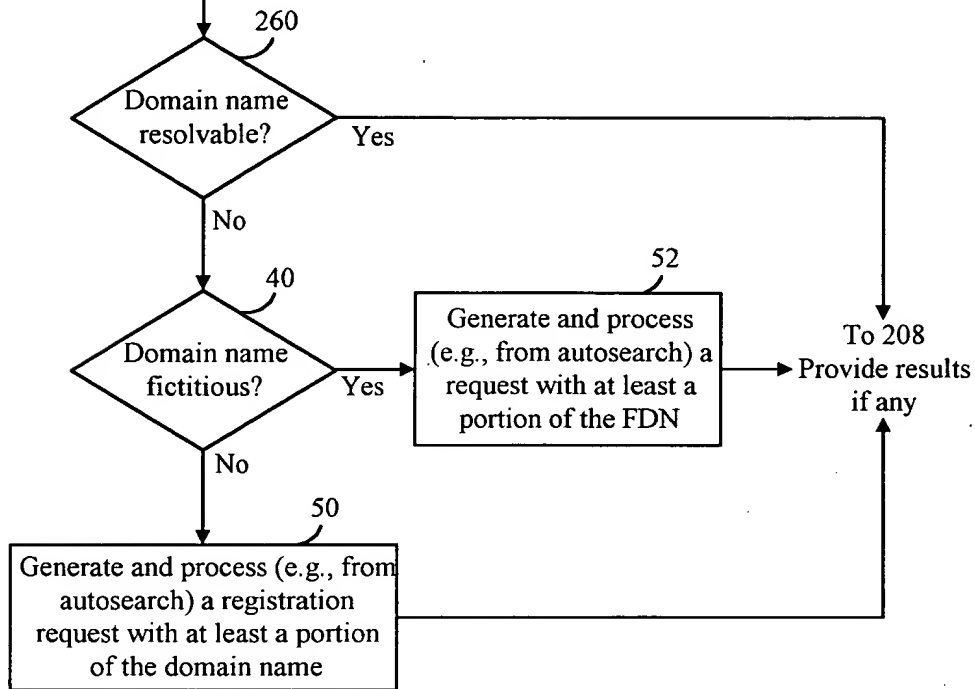 260
Domain name
resolvable?
Yes
No
40
Domain name
fictitious?
Yes
No
52
Generate and process
(e.g., from autosearch) a
request with at least a
portion of the FDN
To 208
Provide results
if any
50
Generate and process (e.g., from
autosearch) a registration
request with at least a portion
of the domain name